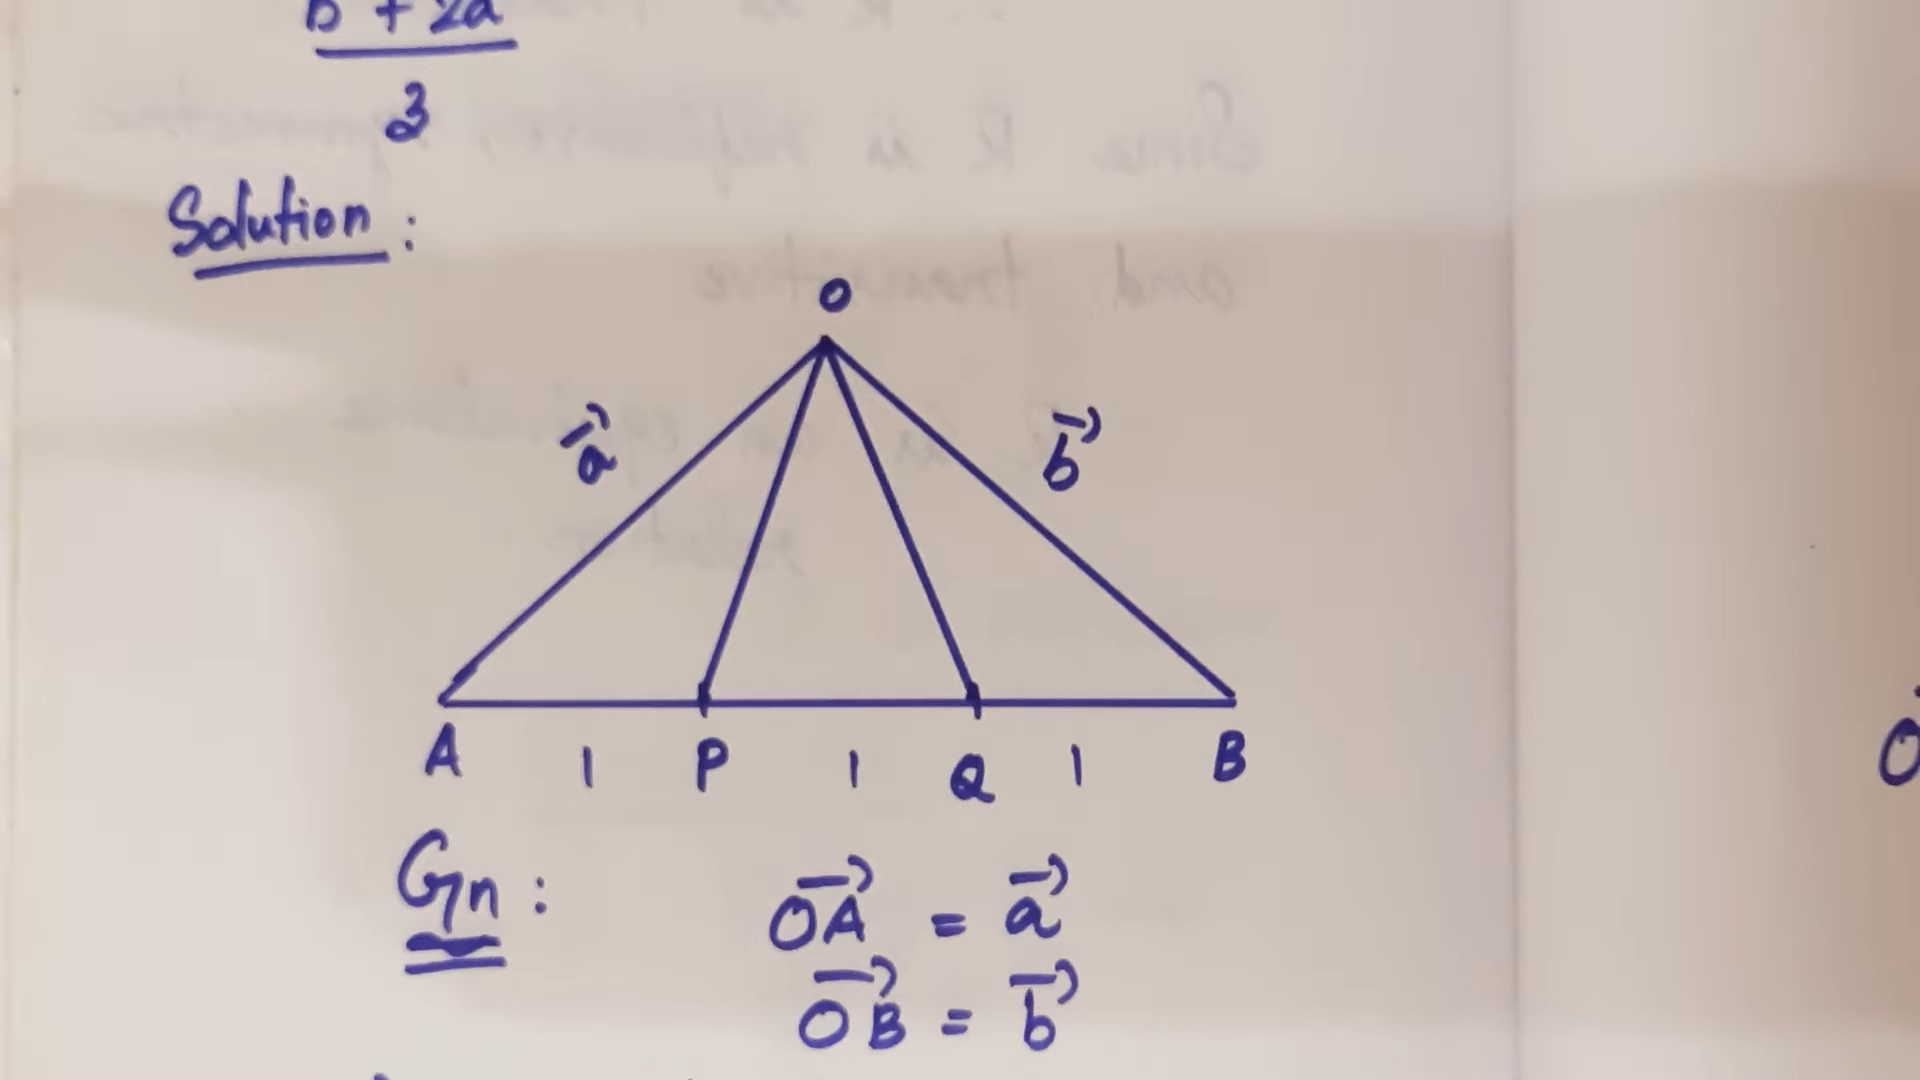 b + 2a
3
Solution :
O
a⃗ b⃗
A 1 P 1 Q 1 B
Gn : OA⃗ = a⃗
OB⃗ = b⃗